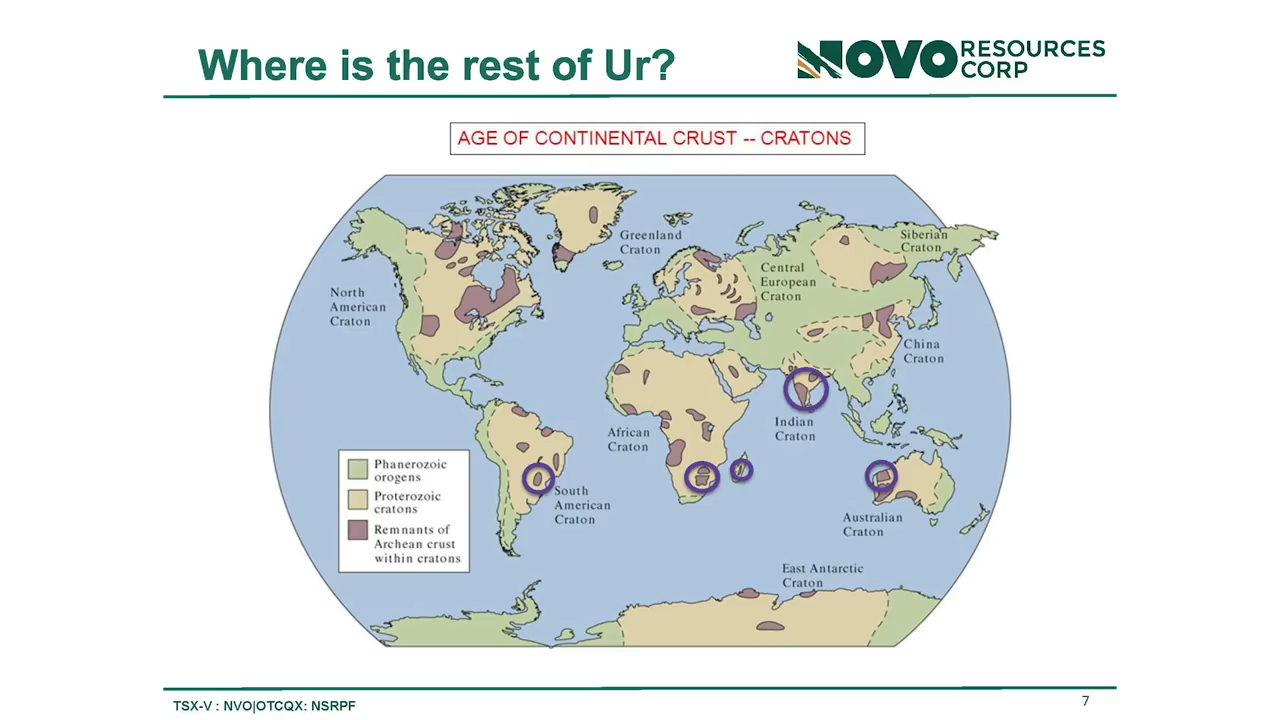 Where is the rest of Ur?
NOVO RESOURCES
CORP
AGE OF CONTINENTAL CRUST -- CRATONS
Greenland
Craton
Siberian
Craton
Central
European
Craton
North
American
Craton
China
Craton
Indian
Craton
African
Craton
South
American
Craton
Australian
Craton
East Antarctic
Craton
Phanerozoic
orogens
Proterozoic
cratons
Remnants of
Archean crust
within cratons
TSX-V : NVO|OTCQX: NSRPF
7